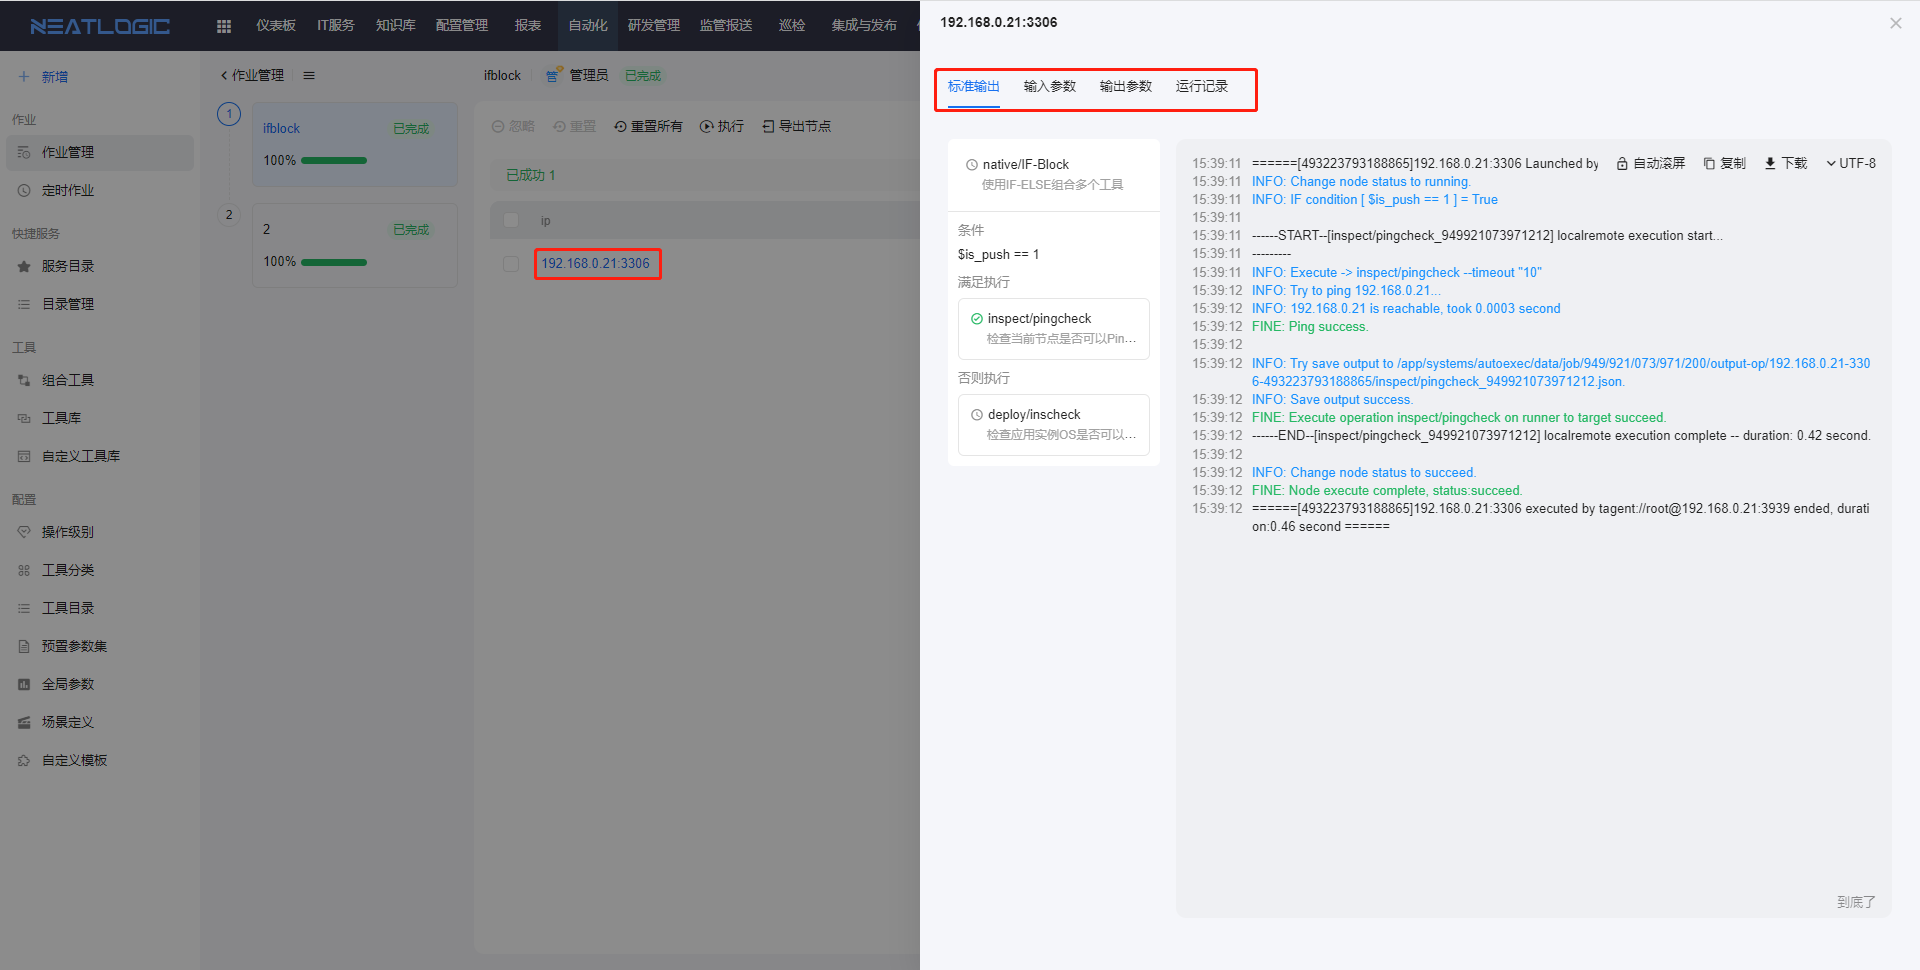 NEATLOGIC
仪表板 IT服务 知识库 配置管理 报表 自动化 研发管理 监管报送 巡检 集成与发布
新增
作业
作业管理
定时作业
快捷服务
服务目录
目录管理
工具
组合工具
工具库
自定义工具库
配置
操作级别
工具分类
工具目录
预置参数集
全局参数
场景定义
自定义模板
作业管理
1
ifblock 已完成
100%
2
2 已完成
100%
ifblock 管 管理员 已完成
忽略 重置 重置所有 执行 导出节点
已成功 1
ip
192.168.0.21:3306
192.168.0.21:3306
标准输出 输入参数 输出参数 运行记录
native/IF-Block
使用IF-ELSE组合多个工具
条件
$is_push == 1
满足执行
inspect/pingcheck
检查当前节点是否可以Pin...
否则执行
deploy/inscheck
检查应用实例OS是否可以...
自动滚屏 复制 下载 UTF-8
15:39:11 ======[493223793188865]192.168.0.21:3306 Launched by
15:39:11 INFO: Change node status to running.
15:39:11 INFO: IF condition [ $is_push == 1 ] = True
15:39:11
15:39:11 ------START--[inspect/pingcheck_949921073971212] localremote execution start...
15:39:11 ---------
15:39:11 INFO: Execute -> inspect/pingcheck --timeout "10"
15:39:12 INFO: Try to ping 192.168.0.21...
15:39:12 INFO: 192.168.0.21 is reachable, took 0.0003 second
15:39:12 FINE: Ping success.
15:39:12
15:39:12 INFO: Try save output to /app/systems/autoexec/data/job/949/921/073/971/200/output-op/192.168.0.21-330
6-493223793188865/inspect/pingcheck_949921073971212.json.
15:39:12 INFO: Save output success.
15:39:12 FINE: Execute operation inspect/pingcheck on runner to target succeed.
15:39:12 ------END--[inspect/pingcheck_949921073971212] localremote execution complete -- duration: 0.42 second.
15:39:12
15:39:12 INFO: Change node status to succeed.
15:39:12 FINE: Node execute complete, status:succeed.
15:39:12 ======[493223793188865]192.168.0.21:3306 executed by tagent://root@192.168.0.21:3939 ended, durati
on:0.46 second ======
到底了